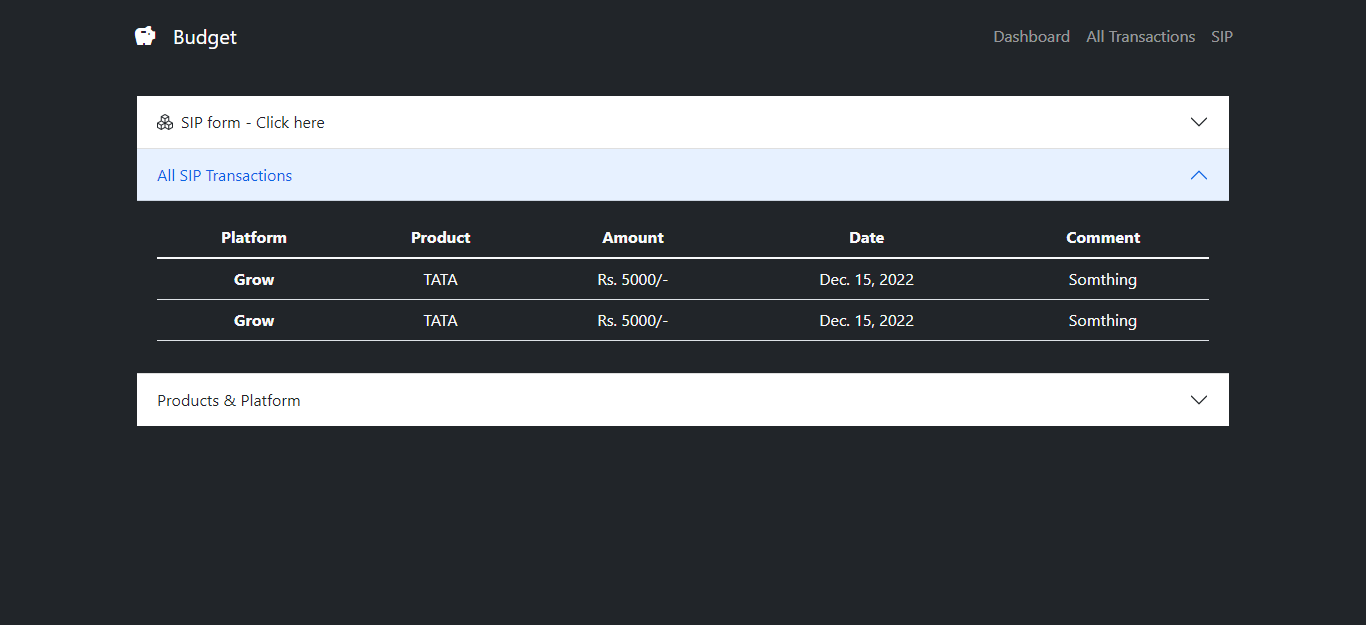 Budget Dashboard All Transactions SIP
SIP form - Click here
All SIP Transactions
Platform Product Amount Date Comment
Grow TATA Rs. 5000/- Dec. 15, 2022 Somthing
Grow TATA Rs. 5000/- Dec. 15, 2022 Somthing
Products & Platform